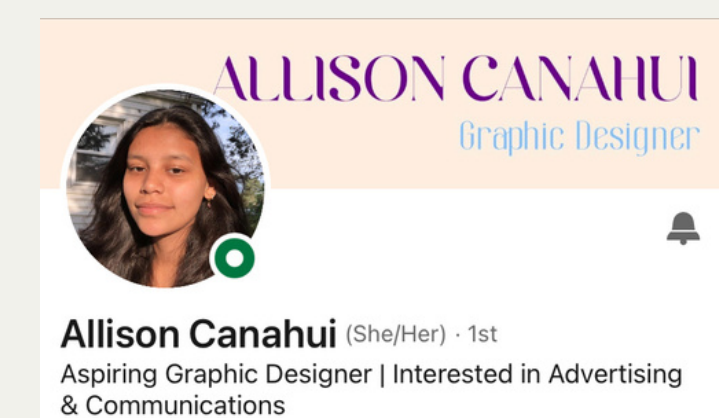 ALLISON CANAHUI
Graphic Designer
Allison Canahui (She/Her) · 1st
Aspiring Graphic Designer | Interested in Advertising
& Communications